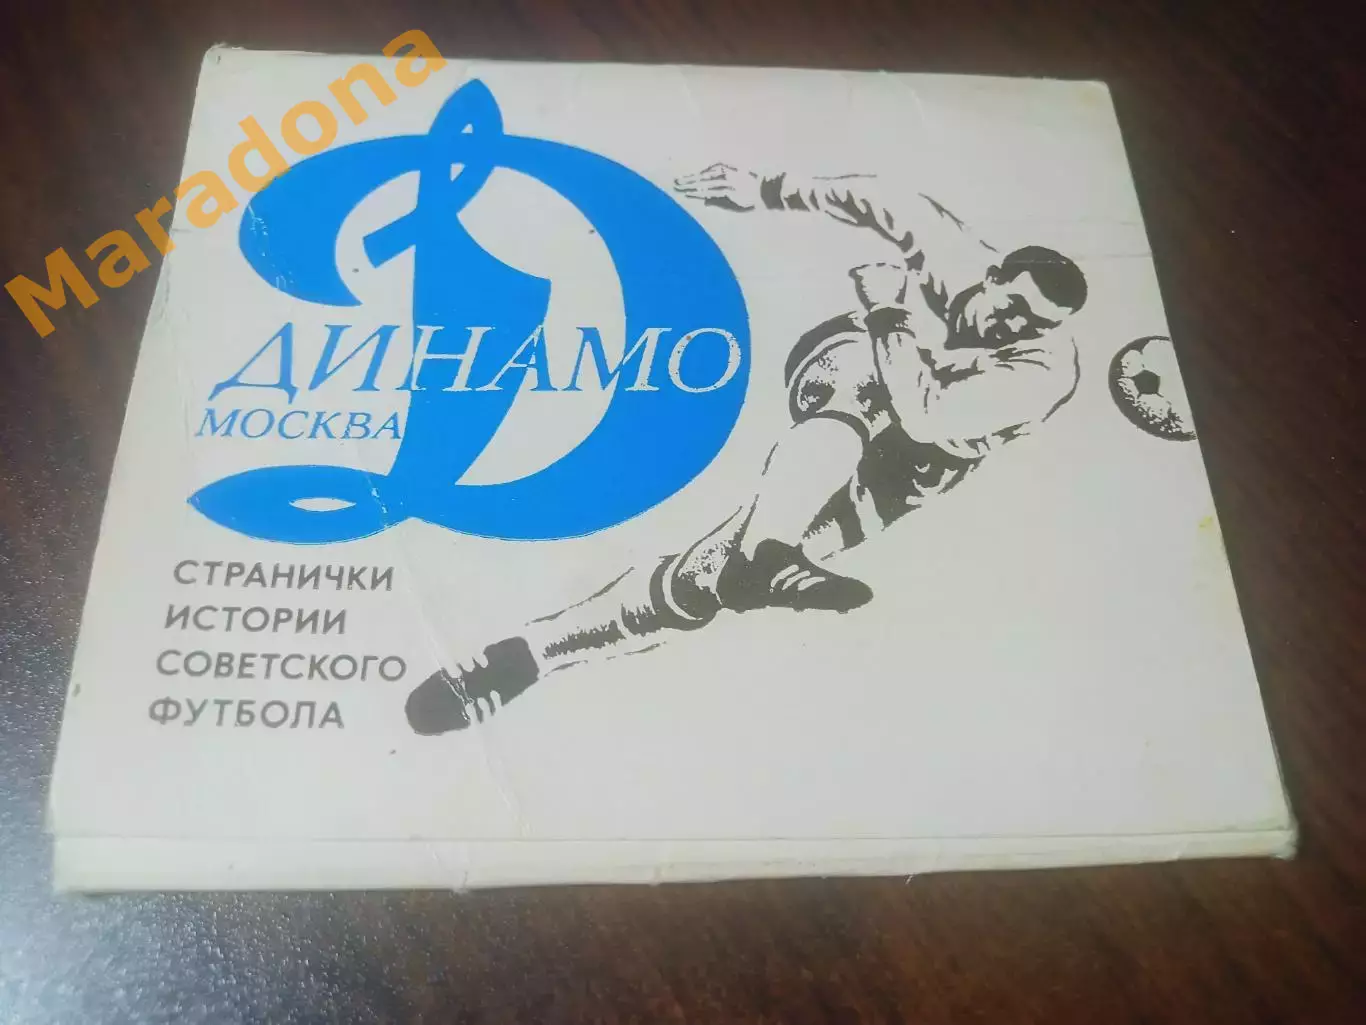 Maradona
ДИНАМО
МОСКВА
СТРАНИЧКИ
ИСТОРИИ
СОВЕТСКОГО
ФУТБОЛА